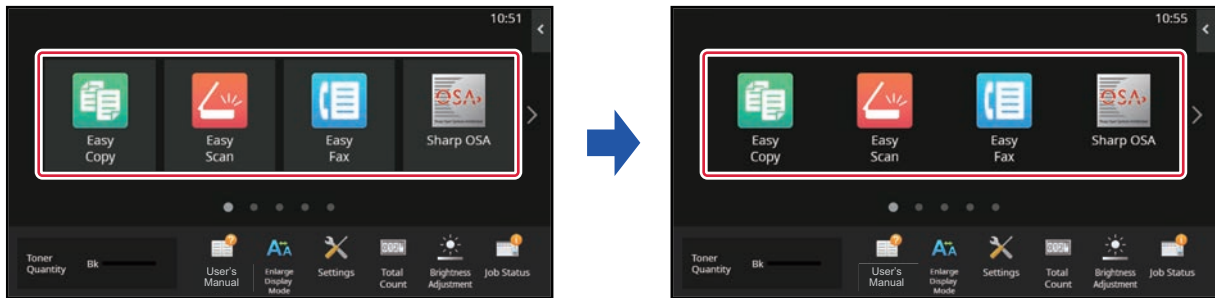 10:51
Easy
Copy
Easy
Scan
Easy
Fax
OSA
Sharp OSA
Toner
Quantity
Bk
User's
Manual
Enlarge
Display
Mode
Settings
Total
Count
Brightness
Adjustment
Job Status
10:55
Easy
Copy
Easy
Scan
Easy
Fax
OSA
Sharp OSA
Toner
Quantity
Bk
User's
Manual
Enlarge
Display
Mode
Settings
Total
Count
Brightness
Adjustment
Job Status